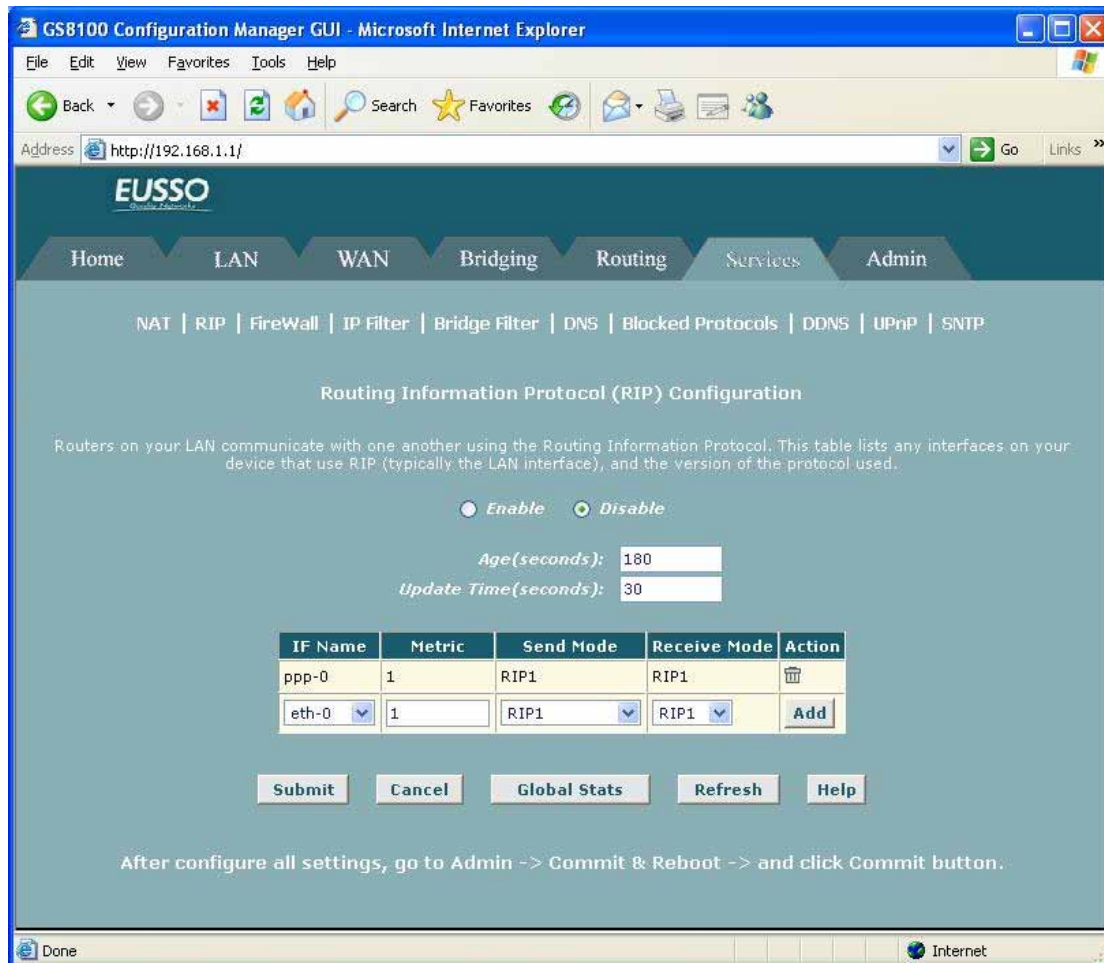 GS8100 Configuration Manager GUI - Microsoft Internet Explorer
File Edit View Favorites Tools Help
Back Search Favorites
Address http://192.168.1.1/ Go Links »
EUSSO
Quality Networks
Home LAN WAN Bridging Routing Services Admin
NAT | RIP | FireWall | IP Filter | Bridge Filter | DNS | Blocked Protocols | DDNS | UPnP | SNTP
Routing Information Protocol (RIP) Configuration
Routers on your LAN communicate with one another using the Routing Information Protocol. This table lists any interfaces on your
device that use RIP (typically the LAN interface), and the version of the protocol used.
Enable Disable
Age(seconds): 180
Update Time(seconds): 30
IF Name Metric Send Mode Receive Mode Action
ppp-0 1 RIP1 RIP1
eth-0 1 RIP1 RIP1 Add
Submit Cancel Global Stats Refresh Help
After configure all settings, go to Admin -> Commit & Reboot -> and click Commit button.
Done Internet